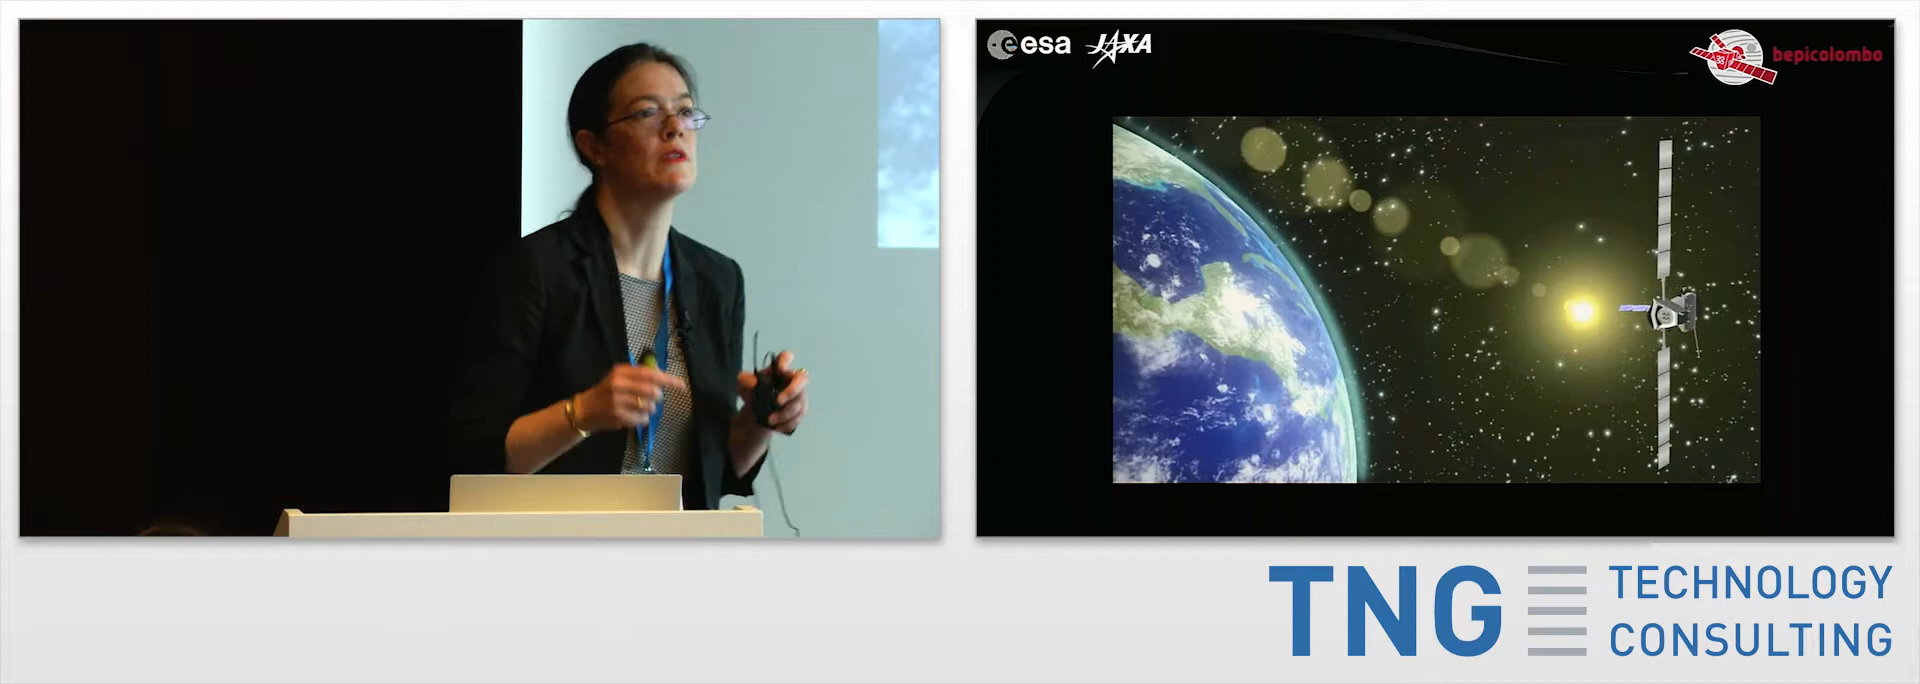 esa
JAXA
bepicolombo
TNG
TECHNOLOGY
CONSULTING